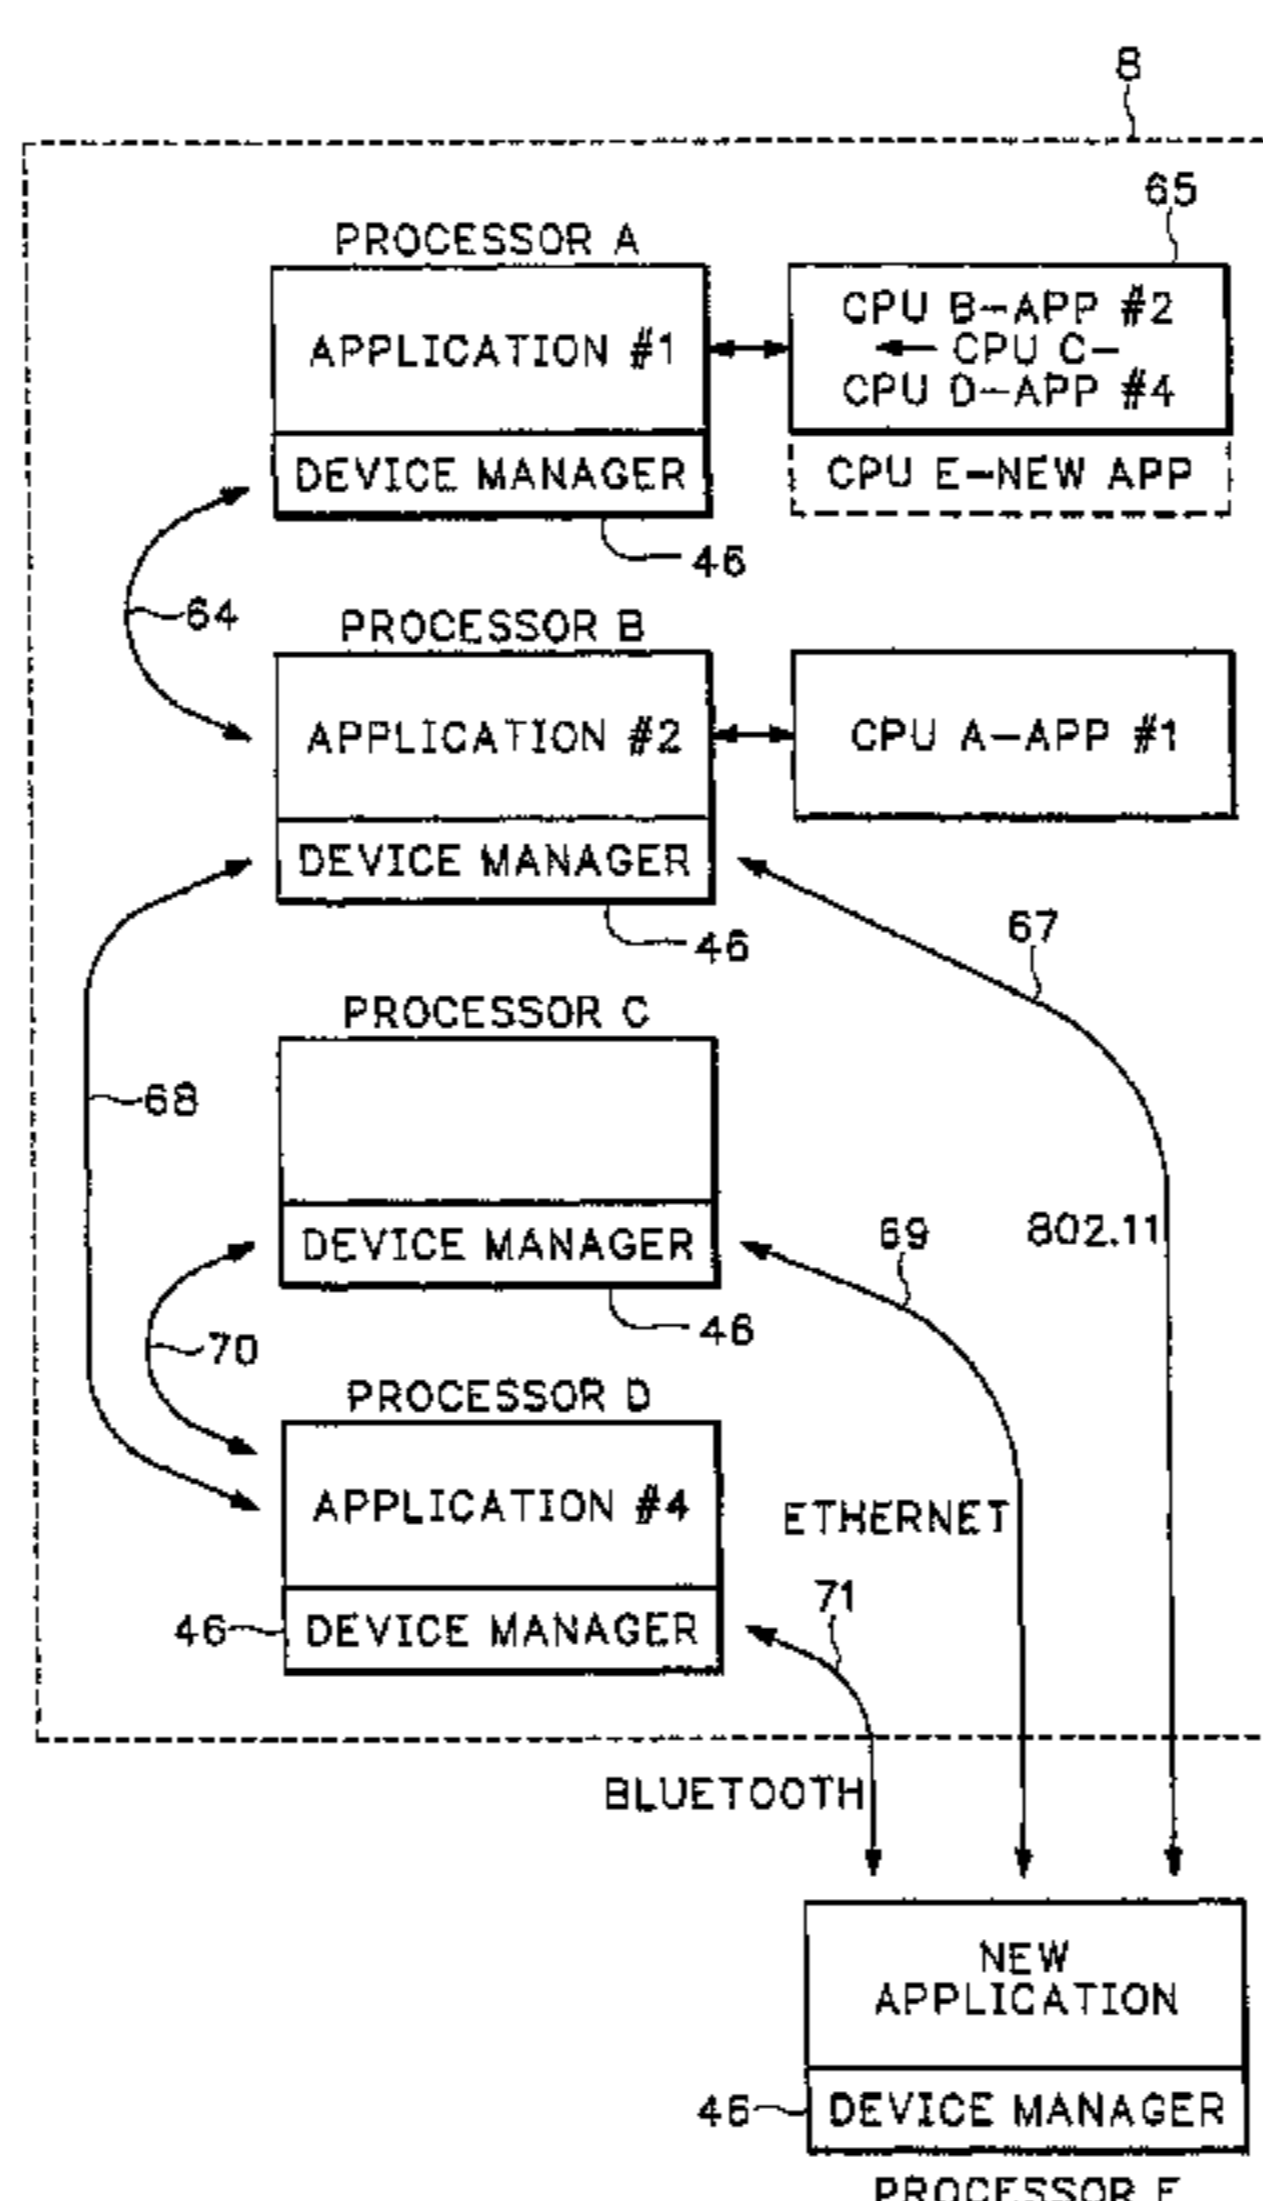 8
65
PROCESSOR A
APPLICATION #1
CPU B-APP #2
CPU C-
CPU D-APP #4
DEVICE MANAGER
CPU E-NEW APP
46
64
PROCESSOR B
APPLICATION #2
CPU A-APP #1
DEVICE MANAGER
46
67
PROCESSOR C
68
DEVICE MANAGER
69
802.11
46
70
PROCESSOR D
APPLICATION #4
ETHERNET
71
46
DEVICE MANAGER
BLUETOOTH
NEW
APPLICATION
46
DEVICE MANAGER
PROCESSOR E